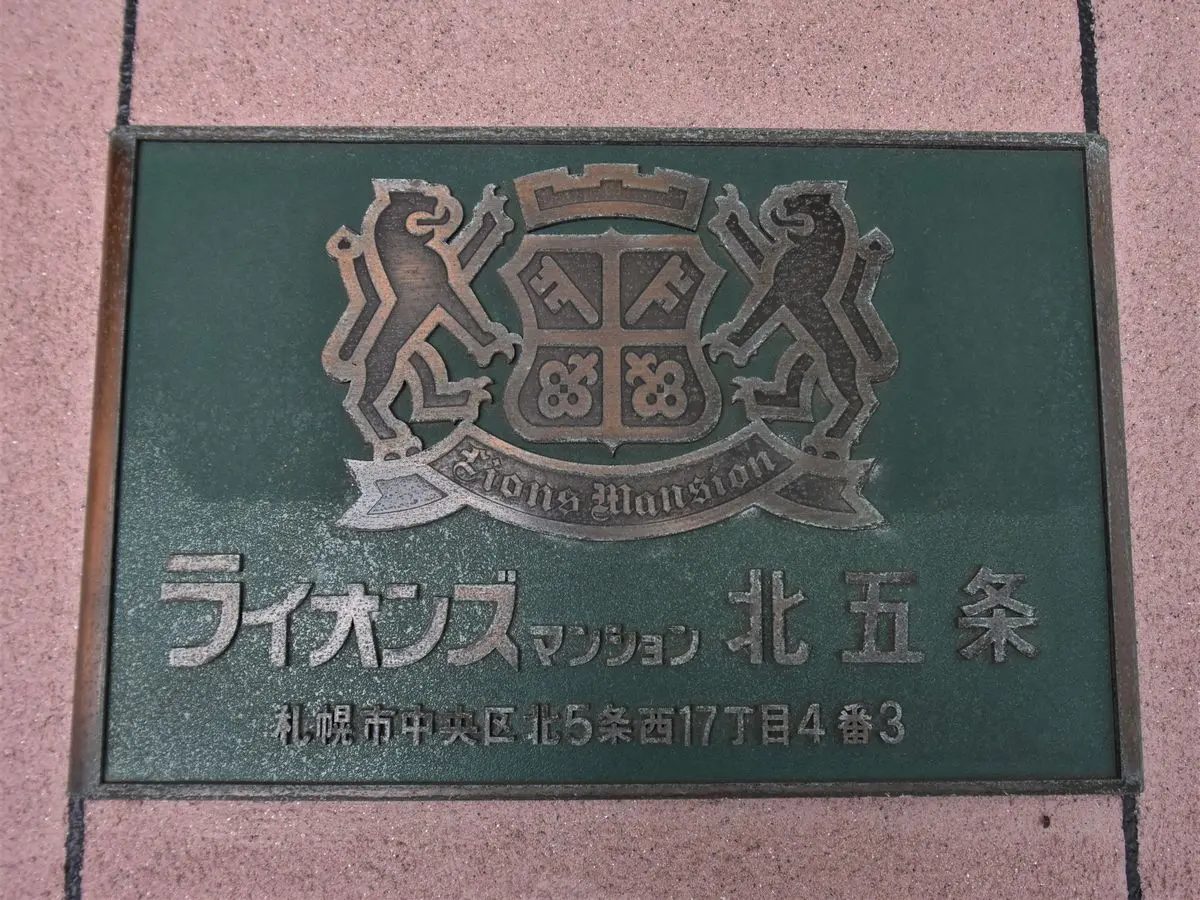 Lions Mansion
ライオンズマンション 北五条
札幌市中央区北5条西17丁目4番3